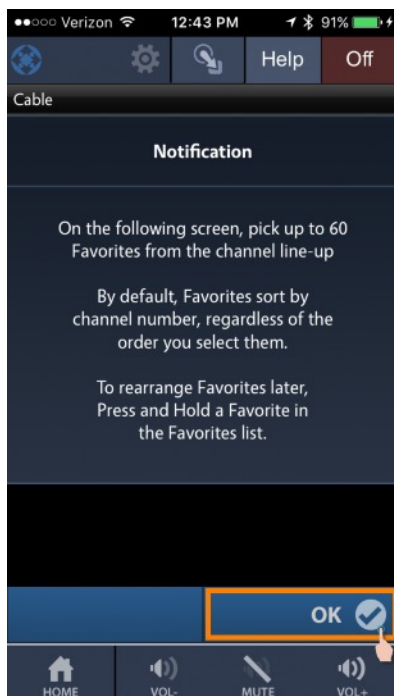 Verizon 12:43 PM 91%
Help Off
Cable
Notification
On the following screen, pick up to 60
Favorites from the channel line-up
By default, Favorites sort by
channel number, regardless of the
order you select them.
To rearrange Favorites later,
Press and Hold a Favorite in
the Favorites list.
OK
HOME VOL- MUTE VOL+